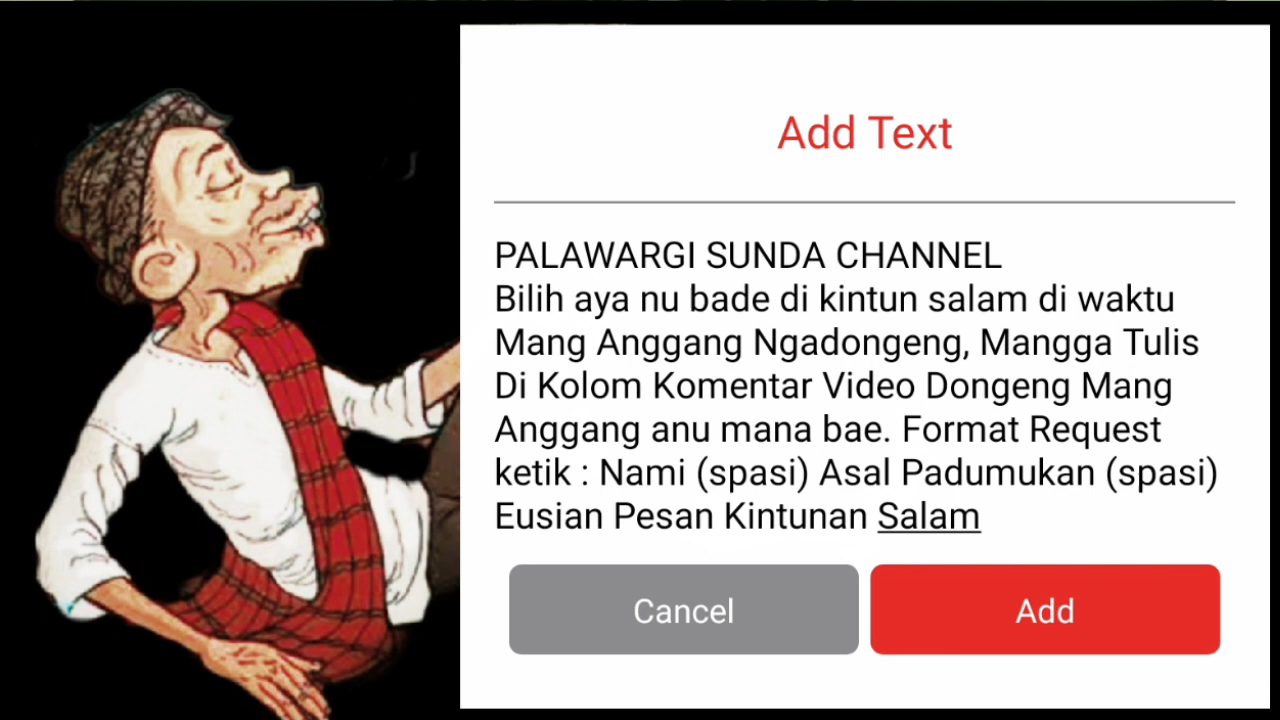 Add Text
PALAWARGI SUNDA CHANNEL
Bilih aya nu bade di kintun salam di waktu
Mang Anggang Ngadongeng, Mangga Tulis
Di Kolom Komentar Video Dongeng Mang
Anggang anu mana bae. Format Request
ketik : Nami (spasi) Asal Padumukan (spasi)
Eusian Pesan Kintunan Salam
Cancel
Add